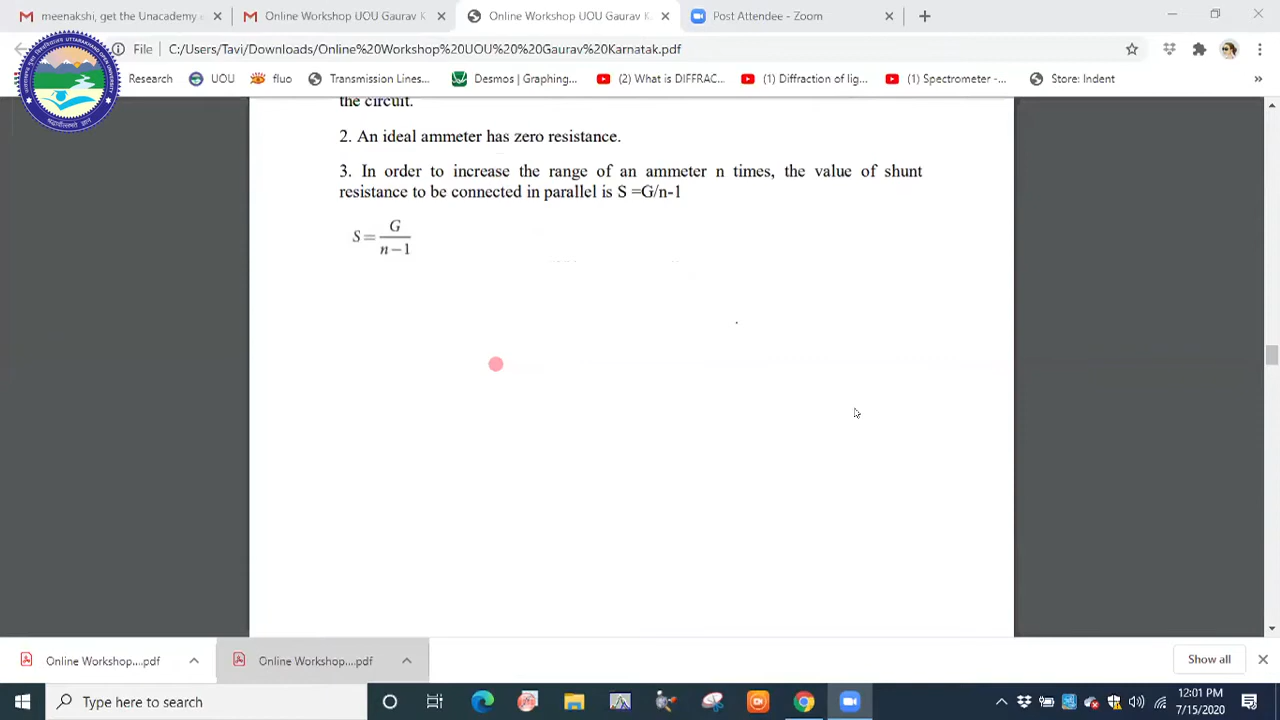 meenakshi, get the Unacademy
Online Workshop UOU Gaurav K
Online Workshop UOU Gaurav K
Post Attendee - Zoom
File
C:/Users/Tavi/Downloads/Online%20Workshop%20UOU%20%20Gaurav%20Karnatak.pdf
Research
UOU
fluo
Transmission Lines...
Desmos | Graphing...
(2) What is DIFFRAC...
(1) Diffraction of lig...
(1) Spectrometer -...
Store: Indent
the circuit.
2. An ideal ammeter has zero resistance.
3. In order to increase the range of an ammeter n times, the value of shunt
resistance to be connected in parallel is S =G/n-1
S = G / n − 1
Online Workshop....pdf
Online Workshop....pdf
Show all
Type here to search
12:01 PM
7/15/2020